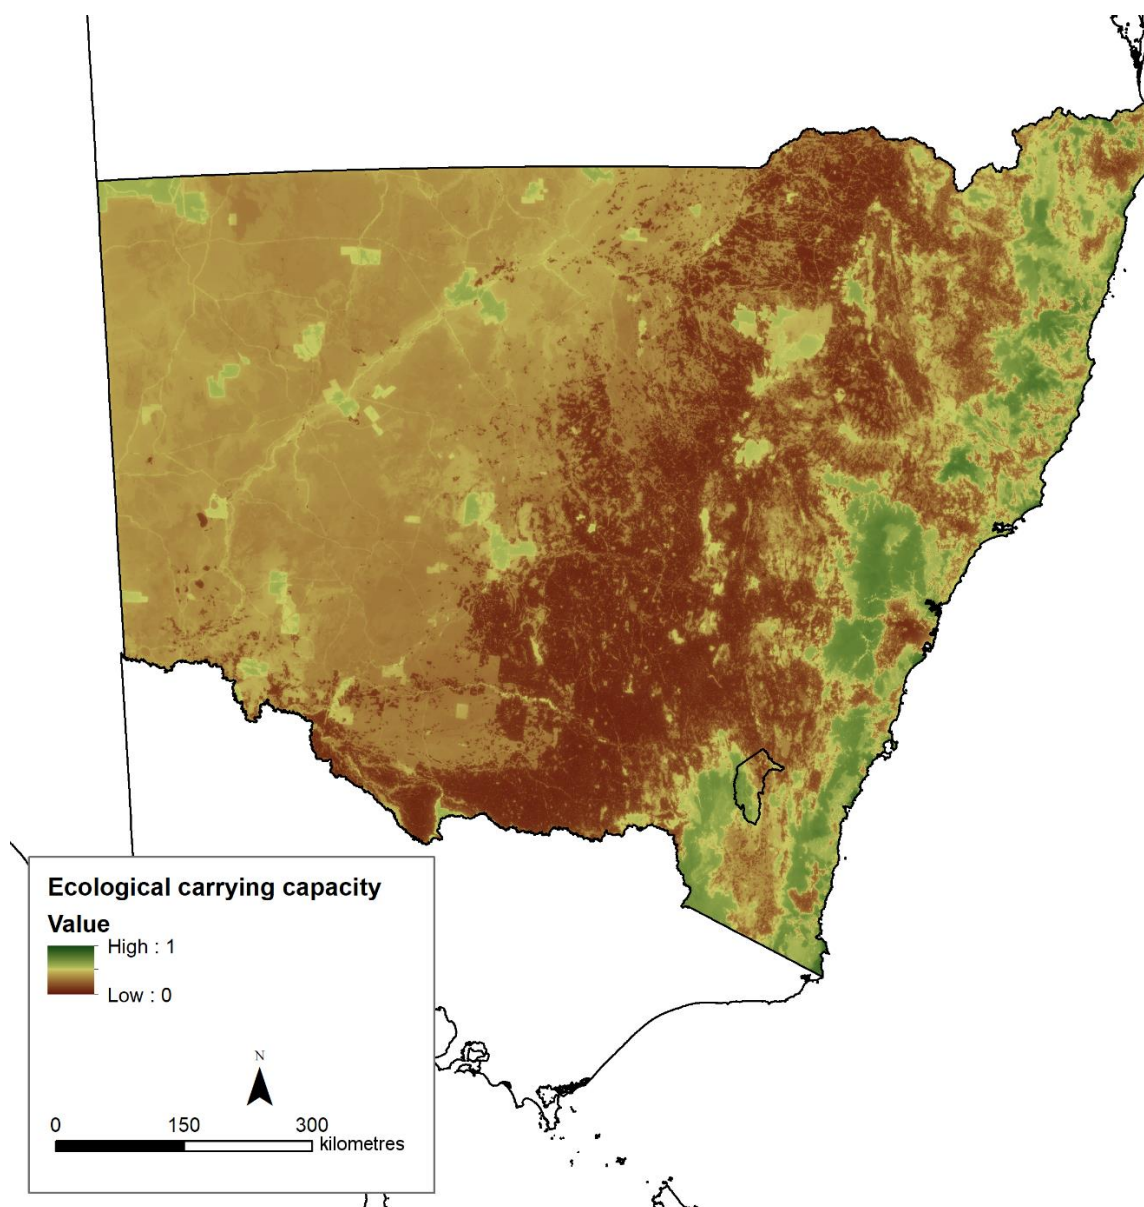 Ecological carrying capacity
Value
High : 1
Low : 0
N
0 150 300
kilometres